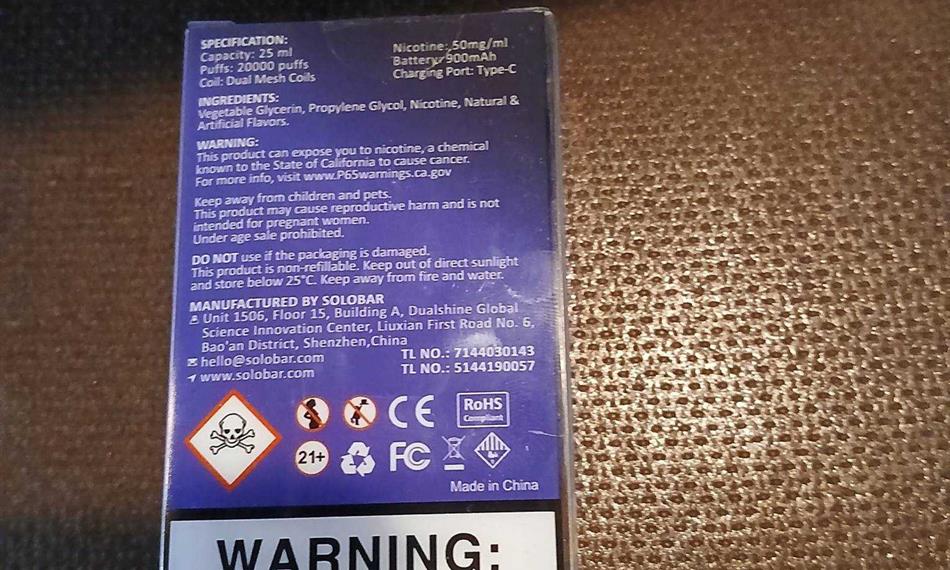 SPECIFICATION:
Capacity: 25 ml
Puffs: 20000 puffs
Coil: Dual Mesh Coils
Nicotine: 50mg/ml
Battery: 900mAh
Charging Port: Type-C
INGREDIENTS:
Vegetable Glycerin, Propylene Glycol, Nicotine, Natural &
Artificial Flavors.
WARNING:
This product can expose you to nicotine, a chemical
known to the State of California to cause cancer.
For more info, visit www.P65warnings.ca.gov
Keep away from children and pets.
This product may cause reproductive harm and is not
intended for pregnant women.
Under age sale prohibited.
DO NOT use if the packaging is damaged.
This product is non-refillable. Keep out of direct sunlight
and store below 25°C. Keep away from fire and water.
MANUFACTURED BY SOLOBAR
Unit 1506, Floor 15, Building A, Dualshine Global
Science Innovation Center, Liuxian First Road No. 6,
Bao'an District, Shenzhen,China
hello@solobar.com
www.solobar.com
TL NO.: 7144030143
TL NO.: 5144190057
CE
RoHS
Compliant
21+
FC
Made in China
WARNING: